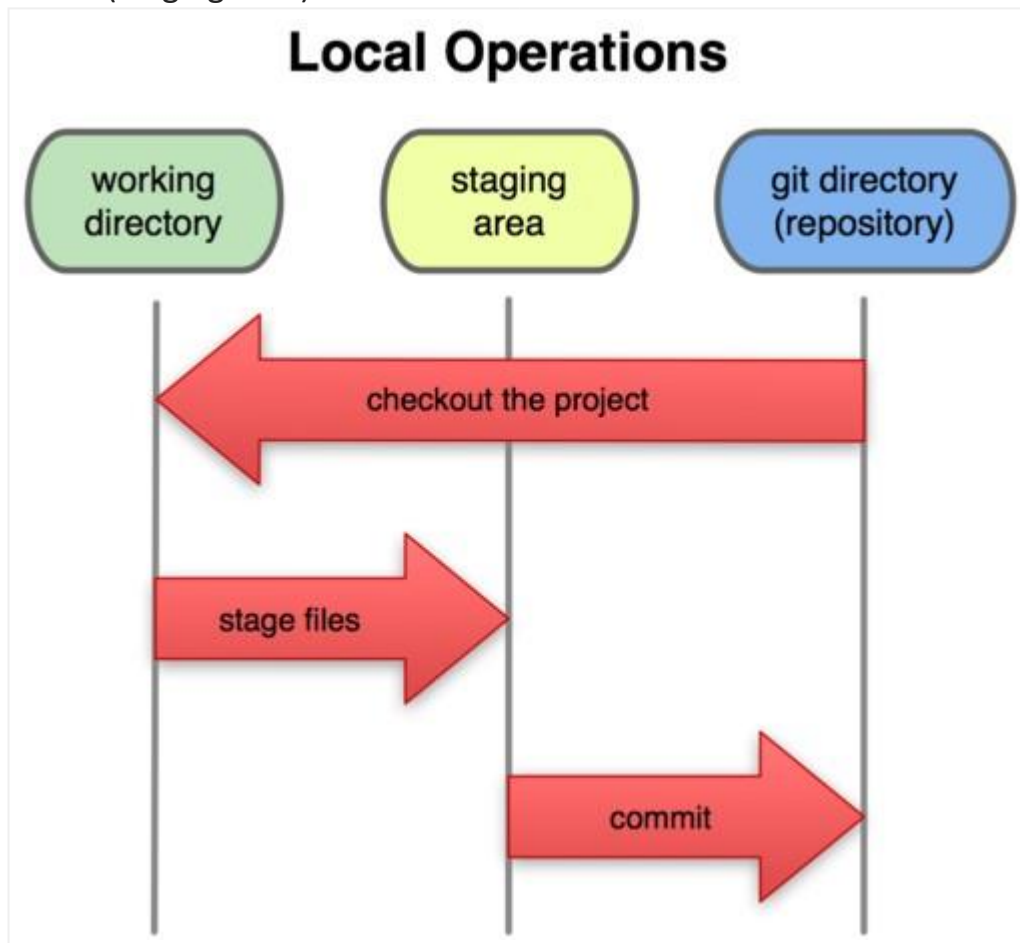 Local Operations
working
directory
staging
area
git directory
(repository)
checkout the project
stage files
commit